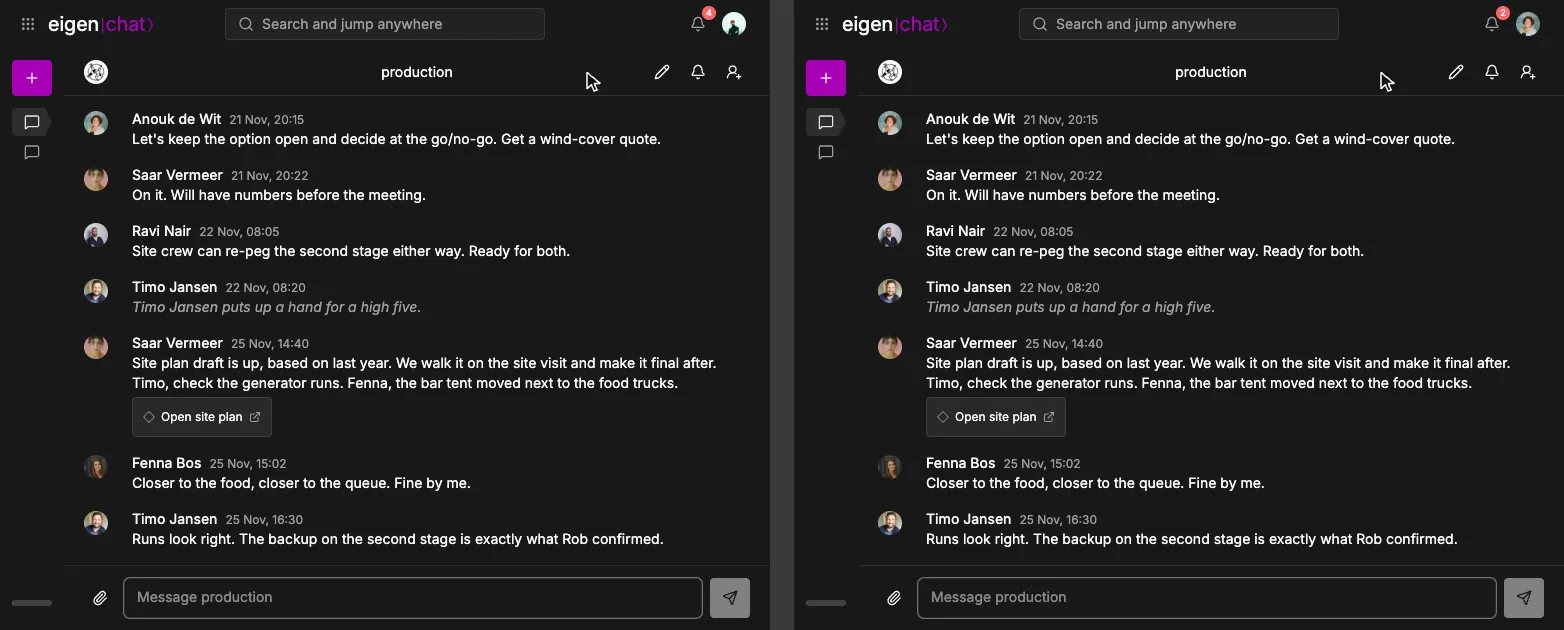 eigen|chat⟩
Search and jump anywhere
4
production
Anouk de Wit 21 Nov, 20:15
Let's keep the option open and decide at the go/no-go. Get a wind-cover quote.
Saar Vermeer 21 Nov, 20:22
On it. Will have numbers before the meeting.
Ravi Nair 22 Nov, 08:05
Site crew can re-peg the second stage either way. Ready for both.
Timo Jansen 22 Nov, 08:20
Timo Jansen puts up a hand for a high five.
Saar Vermeer 25 Nov, 14:40
Site plan draft is up, based on last year. We walk it on the site visit and make it final after.
Timo, check the generator runs. Fenna, the bar tent moved next to the food trucks.
Open site plan
Fenna Bos 25 Nov, 15:02
Closer to the food, closer to the queue. Fine by me.
Timo Jansen 25 Nov, 16:30
Runs look right. The backup on the second stage is exactly what Rob confirmed.
Message production
eigen|chat⟩
Search and jump anywhere
2
production
Anouk de Wit 21 Nov, 20:15
Let's keep the option open and decide at the go/no-go. Get a wind-cover quote.
Saar Vermeer 21 Nov, 20:22
On it. Will have numbers before the meeting.
Ravi Nair 22 Nov, 08:05
Site crew can re-peg the second stage either way. Ready for both.
Timo Jansen 22 Nov, 08:20
Timo Jansen puts up a hand for a high five.
Saar Vermeer 25 Nov, 14:40
Site plan draft is up, based on last year. We walk it on the site visit and make it final after.
Timo, check the generator runs. Fenna, the bar tent moved next to the food trucks.
Open site plan
Fenna Bos 25 Nov, 15:02
Closer to the food, closer to the queue. Fine by me.
Timo Jansen 25 Nov, 16:30
Runs look right. The backup on the second stage is exactly what Rob confirmed.
Message production